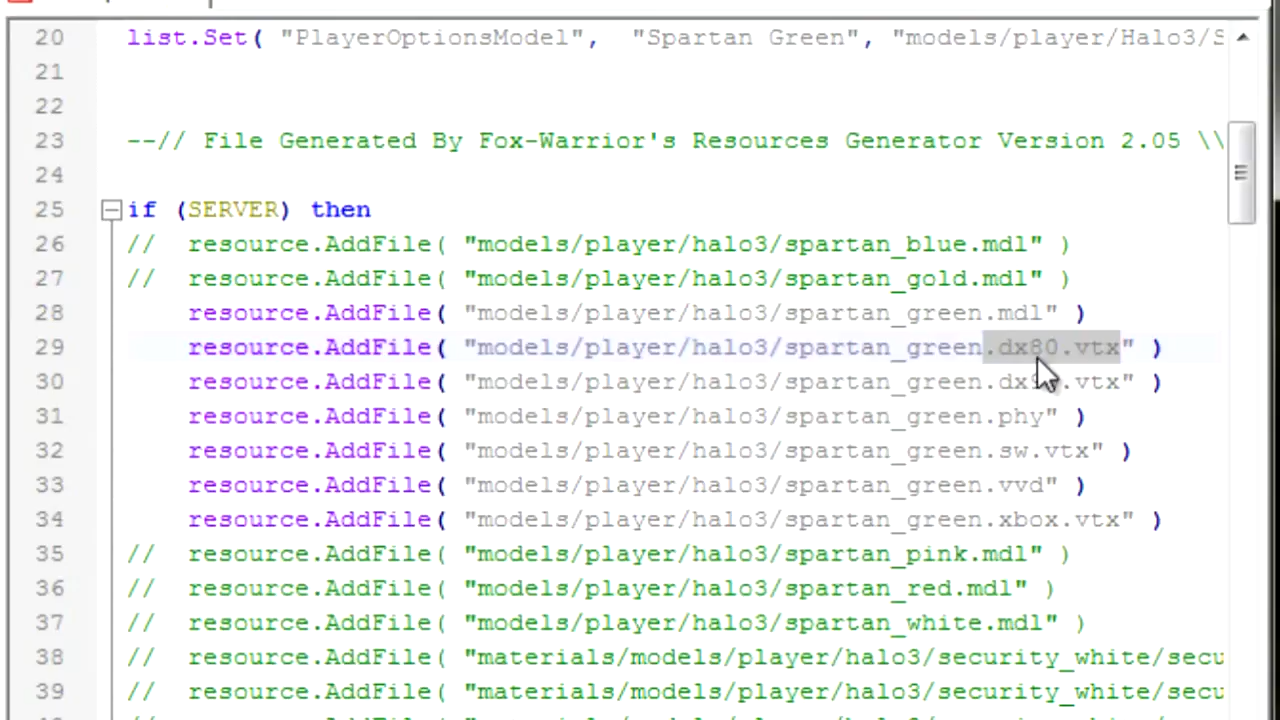 20 list.Set( "PlayerOptionsModel",  "Spartan Green", "models/player/Halo3/S
21
22
23 --// File Generated By Fox-Warrior's Resources Generator Version 2.05 \\
24
25 if (SERVER) then
26 //  resource.AddFile( "models/player/halo3/spartan_blue.mdl" )
27 //  resource.AddFile( "models/player/halo3/spartan_gold.mdl" )
28 resource.AddFile( "models/player/halo3/spartan_green.mdl" )
29 resource.AddFile( "models/player/halo3/spartan_green.dx80.vtx" )
30 resource.AddFile( "models/player/halo3/spartan_green.dx90.vtx" )
31 resource.AddFile( "models/player/halo3/spartan_green.phy" )
32 resource.AddFile( "models/player/halo3/spartan_green.sw.vtx" )
33 resource.AddFile( "models/player/halo3/spartan_green.vvd" )
34 resource.AddFile( "models/player/halo3/spartan_green.xbox.vtx" )
35 //  resource.AddFile( "models/player/halo3/spartan_pink.mdl" )
36 //  resource.AddFile( "models/player/halo3/spartan_red.mdl" )
37 //  resource.AddFile( "models/player/halo3/spartan_white.mdl" )
38 //  resource.AddFile( "materials/models/player/halo3/security_white/secu
39 //  resource.AddFile( "materials/models/player/halo3/security_white/secu